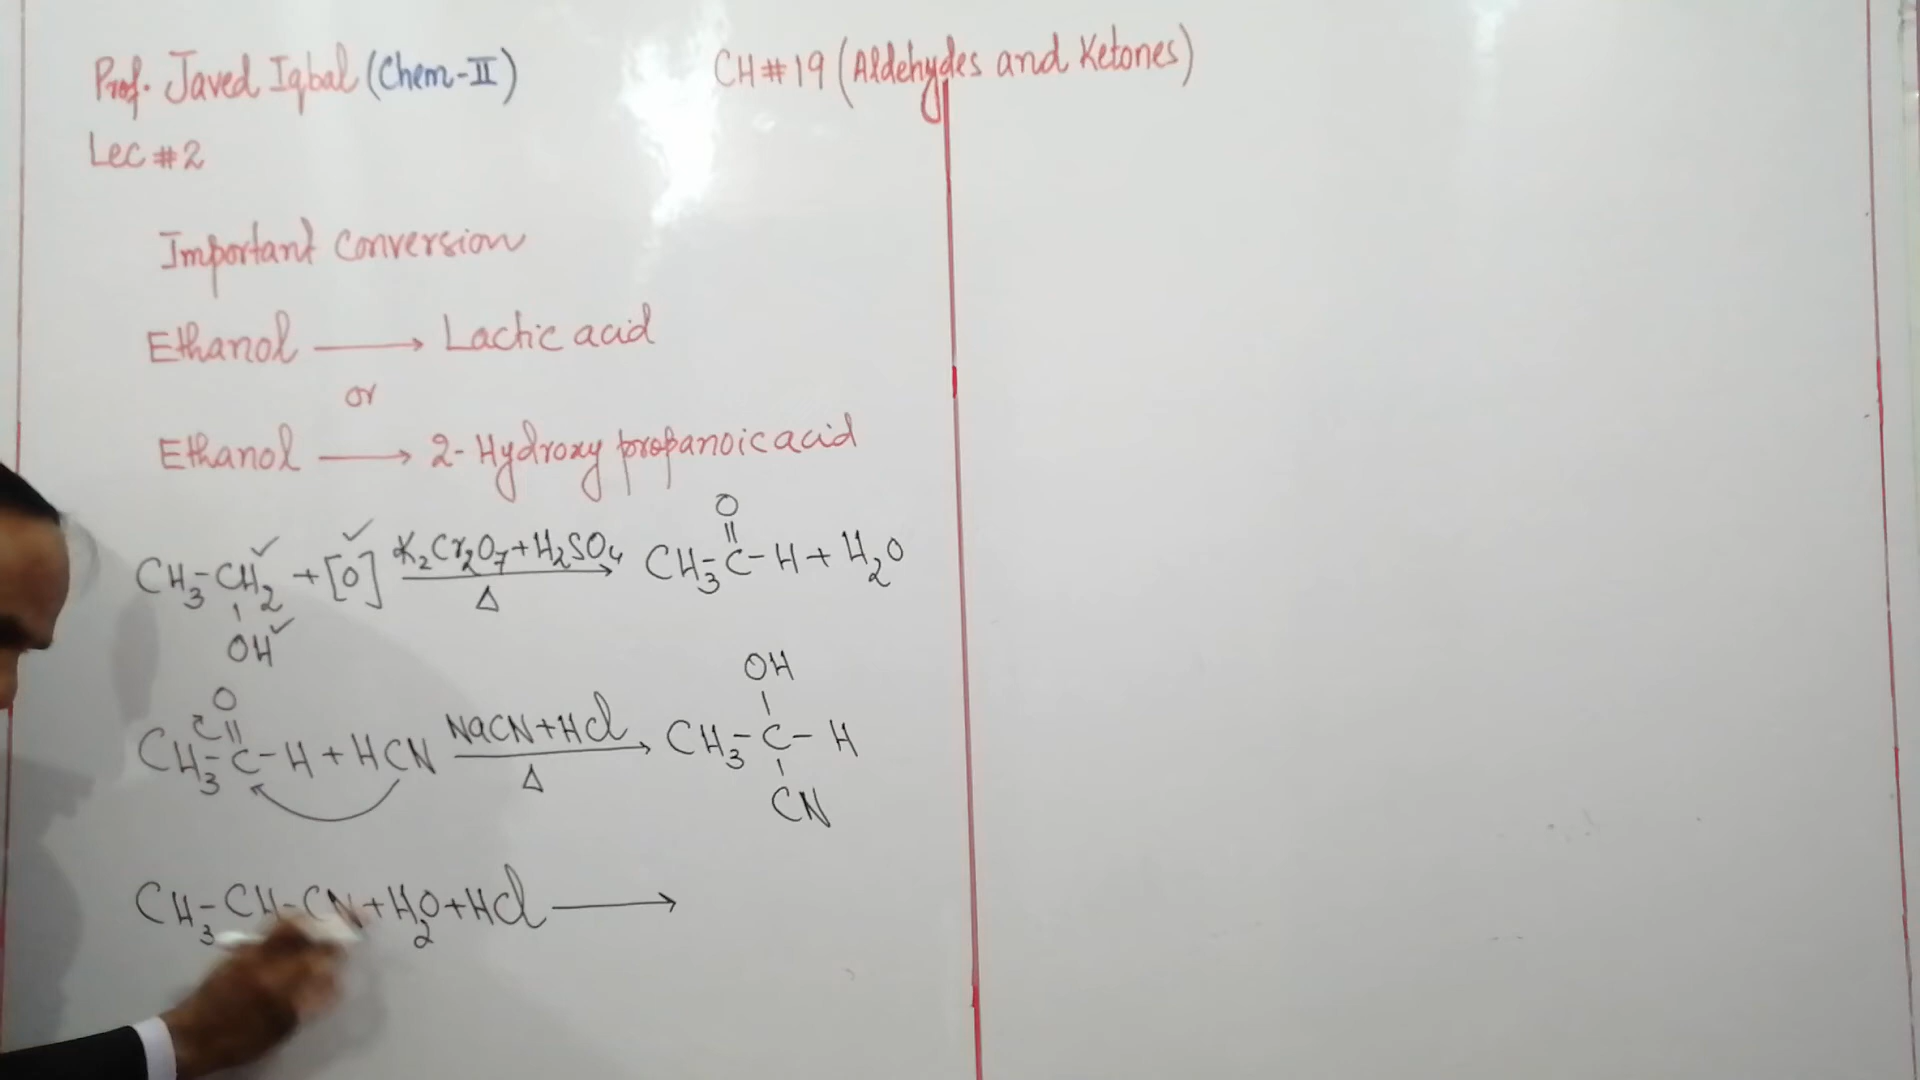 Prof. Javed Iqbal (Chem-II)
CH#19 (Aldehydes and Ketones)
Lec #2
Important Conversion
Ethanol ⟶ Lactic acid
or
Ethanol ⟶ 2-Hydroxy propanoic acid
O
||
CH₃-CH₂ + [O] K₂Cr₂O₇+H₂SO₄ ⟶ Δ CH₃-C-H + H₂O
|
OH
O
||
CH₃-C-H + HCN NaCN+HCl ⟶ Δ
OH
|
CH₃-C-H
|
CN
CH₃-CH-CN+H₂O+HCl ⟶